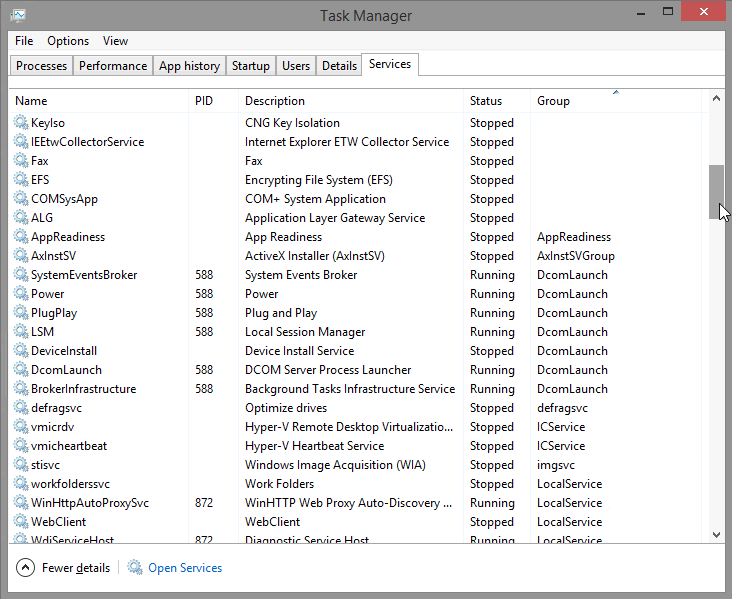 Task Manager
File Options View
Processes Performance App history Startup Users Details Services
Name PID Description Status Group
KeyIso CNG Key Isolation Stopped
IEEtwCollectorService Internet Explorer ETW Collector Service Stopped
Fax Fax Stopped
EFS Encrypting File System (EFS) Stopped
COMSysApp COM+ System Application Stopped
ALG Application Layer Gateway Service Stopped
AppReadiness App Readiness Stopped AppReadiness
AxInstSV ActiveX Installer (AxInstSV) Stopped AxInstSVGroup
SystemEventsBroker 588 System Events Broker Running DcomLaunch
Power 588 Power Running DcomLaunch
PlugPlay 588 Plug and Play Running DcomLaunch
LSM 588 Local Session Manager Running DcomLaunch
DeviceInstall Device Install Service Stopped DcomLaunch
DcomLaunch 588 DCOM Server Process Launcher Running DcomLaunch
BrokerInfrastructure 588 Background Tasks Infrastructure Service Running DcomLaunch
defragsvc Optimize drives Stopped defragsvc
vmicrdv Hyper-V Remote Desktop Virtualizatio... Stopped ICService
vmicheartbeat Hyper-V Heartbeat Service Stopped ICService
stisvc Windows Image Acquisition (WIA) Stopped imgsvc
workfolderssvc Work Folders Stopped LocalService
WinHttpAutoProxySvc 872 WinHTTP Web Proxy Auto-Discovery ... Running LocalService
WebClient WebClient Stopped LocalService
WdiServiceHost 872 Diagnostic Service Host Running LocalService
Fewer details Open Services